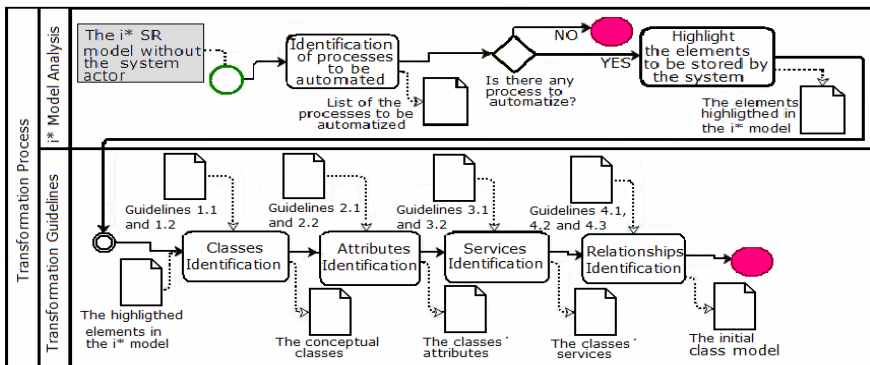 Transformation Process
i* Model Analysis
The i* SR
model without
the system
actor
Identification
of processes
to be
automated
List of the
processes to be
automatized
Is there any
process to
automatize?
NO
YES
Highlight
the elements
to be stored by
the system
The elements
highligthed in
the i* model
Transformation Guidelines
Guidelines 1.1
and 1.2
Guidelines 2.1
and 2.2
Guidelines 3.1
and 3.2
Guidelines 4.1,
4.2 and 4.3
Classes
Identification
Attributes
Identification
Services
Identification
Relationships
Identification
The highligthed
elements in
the i* model
The conceptual
classes
The classes´
attributes
The classes´
services
The initial
class model